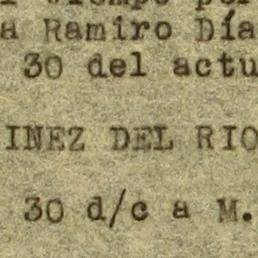 a Ramiro Día
30 del actu
INEZ DEL RIO
30 d/c a M.